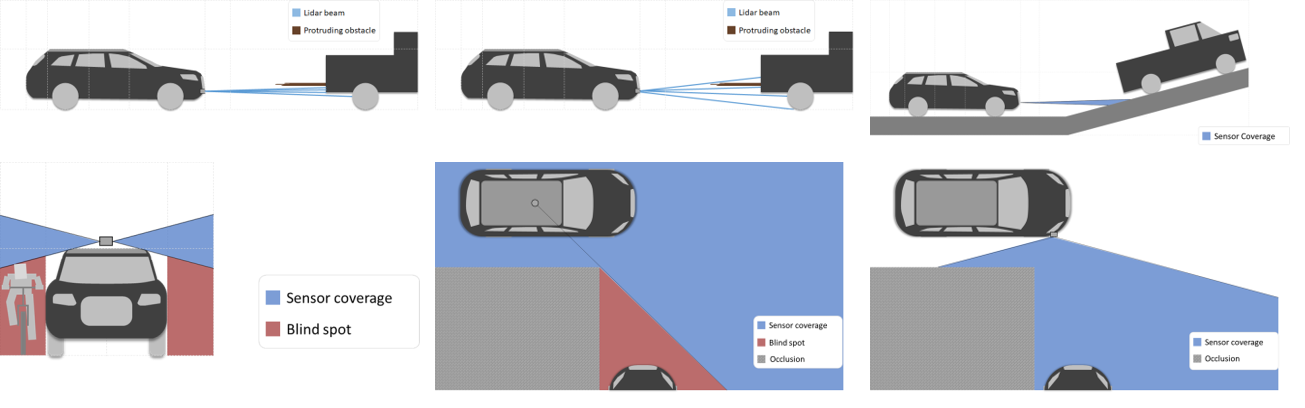 Lidar beam
Protruding obstacle
Lidar beam
Protruding obstacle
Sensor Coverage
Sensor coverage
Blind spot
Sensor coverage
Blind spot
Occlusion
Sensor coverage
Occlusion